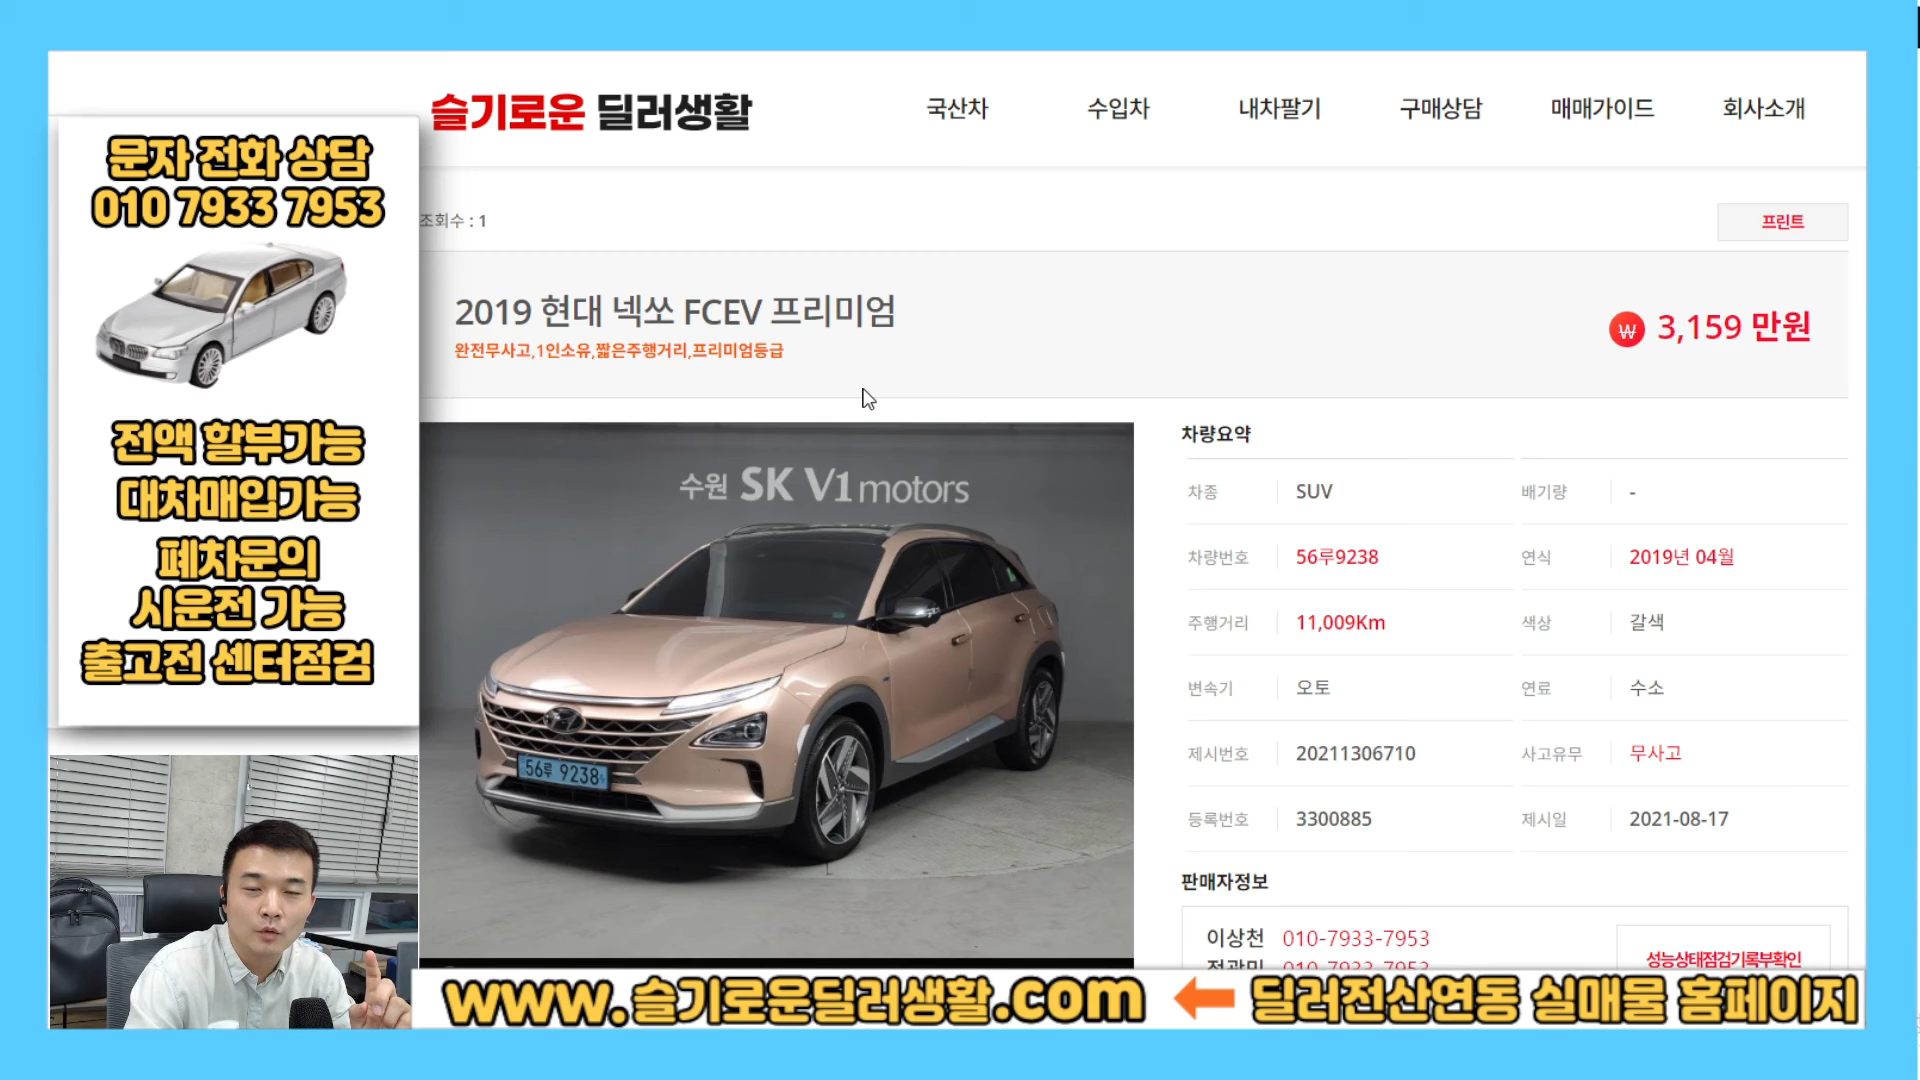 슬기로운 딜러생활
국산차
수입차
내차팔기
구매상담
매매가이드
회사소개
문자 전화 상담
010 7933 7953
전액 할부가능
대차매입가능
폐차문의
시운전 가능
출고전 센터점검
조회수 : 1
프린트
2019 현대 넥쏘 FCEV 프리미엄
완전무사고,1인소유,짧은주행거리,프리미엄등급
₩ 3,159 만원
수원 SK V1 motors
56루 9238
차량요약
차종 SUV 배기량 -
차량번호 56루9238 연식 2019년 04월
주행거리 11,009Km 색상 갈색
변속기 오토 연료 수소
제시번호 20211306710 사고유무 무사고
등록번호 3300885 제시일 2021-08-17
판매자정보
이상천 010-7933-7953
010-7933-7953
성능상태점검기록부확인
www.슬기로운딜러생활.com 딜러전산연동 실매물 홈페이지